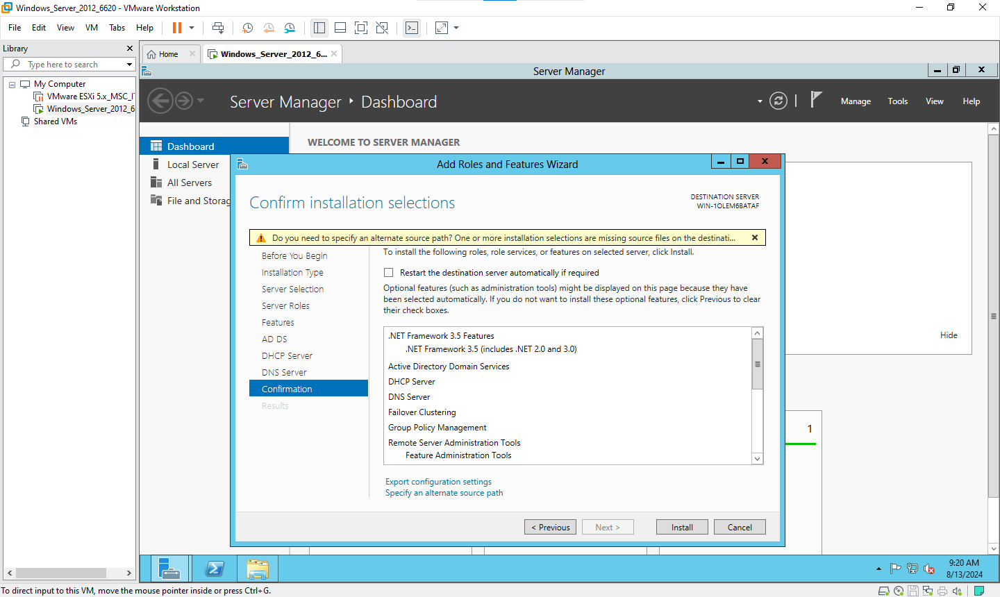 Windows_Server_2012_6620 - VMware Workstation
File Edit View VM Tabs Help
Library
Type here to search
My Computer
VMware ESXi 5.x_MSC_I
Windows_Server_2012_6
Shared VMs
Home
Windows_Server_2012_6...
Server Manager
Server Manager Dashboard
Manage Tools View Help
Dashboard
Local Server
All Servers
File and Storag
WELCOME TO SERVER MANAGER
Add Roles and Features Wizard
Confirm installation selections
DESTINATION SERVER
WIN-1OLEM6BATAF
Do you need to specify an alternate source path? One or more installation selections are missing source files on the destinati...
Before You Begin
Installation Type
Server Selection
Server Roles
Features
AD DS
DHCP Server
DNS Server
Confirmation
Results
To install the following roles, role services, or features on selected server, click Install.
Restart the destination server automatically if required
Optional features (such as administration tools) might be displayed on this page because they have
been selected automatically. If you do not want to install these optional features, click Previous to clear
their check boxes.
.NET Framework 3.5 Features
.NET Framework 3.5 (includes .NET 2.0 and 3.0)
Active Directory Domain Services
DHCP Server
DNS Server
Failover Clustering
Group Policy Management
Remote Server Administration Tools
Feature Administration Tools
Export configuration settings
Specify an alternate source path
< Previous Next > Install Cancel
Hide
1
9:20 AM
8/13/2024
To direct input to this VM, move the mouse pointer inside or press Ctrl+G.